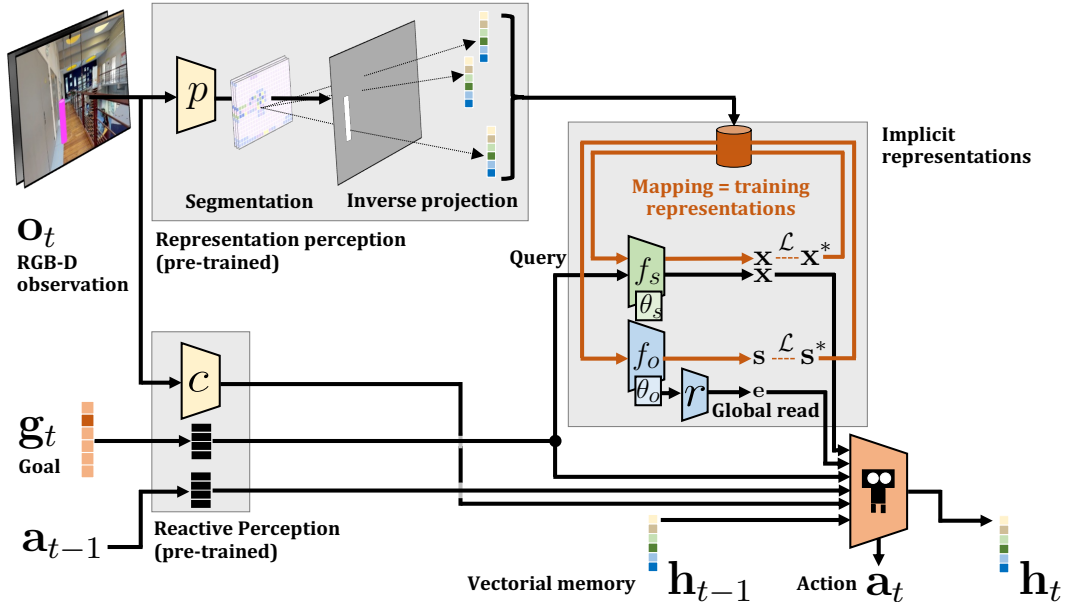 p
Segmentation
Inverse projection
Representation perception
(pre-trained)
o_t
RGB-D
observation
Implicit
representations
Mapping = training
representations
Query
f_s
θ_s
x ---- x*
ℒ
x
f_o
θ_o
s ---- s*
ℒ
r
e
Global read
c
g_t
Goal
a_{t−1}
Reactive Perception
(pre-trained)
Vectorial memory
h_{t−1}
Action
a_t
h_t